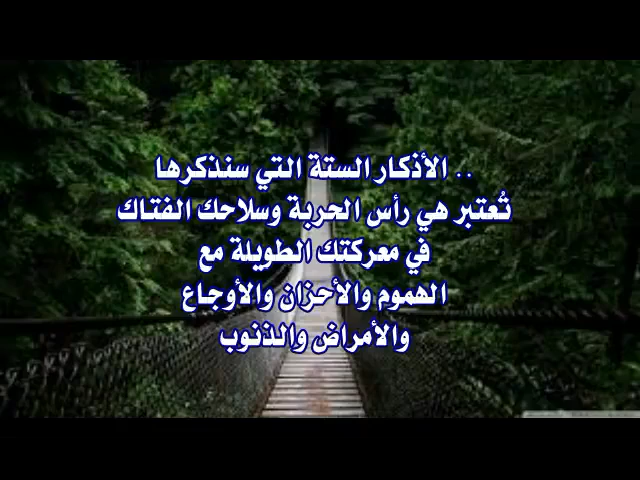 .. الأذكار الستة التي سنذكرها
تُعتبر هي رأس الحربة وسلاحك الفتاك
في معركتك الطويلة مع
الهموم والأحزان والأوجاع
والأمراض والذنوب